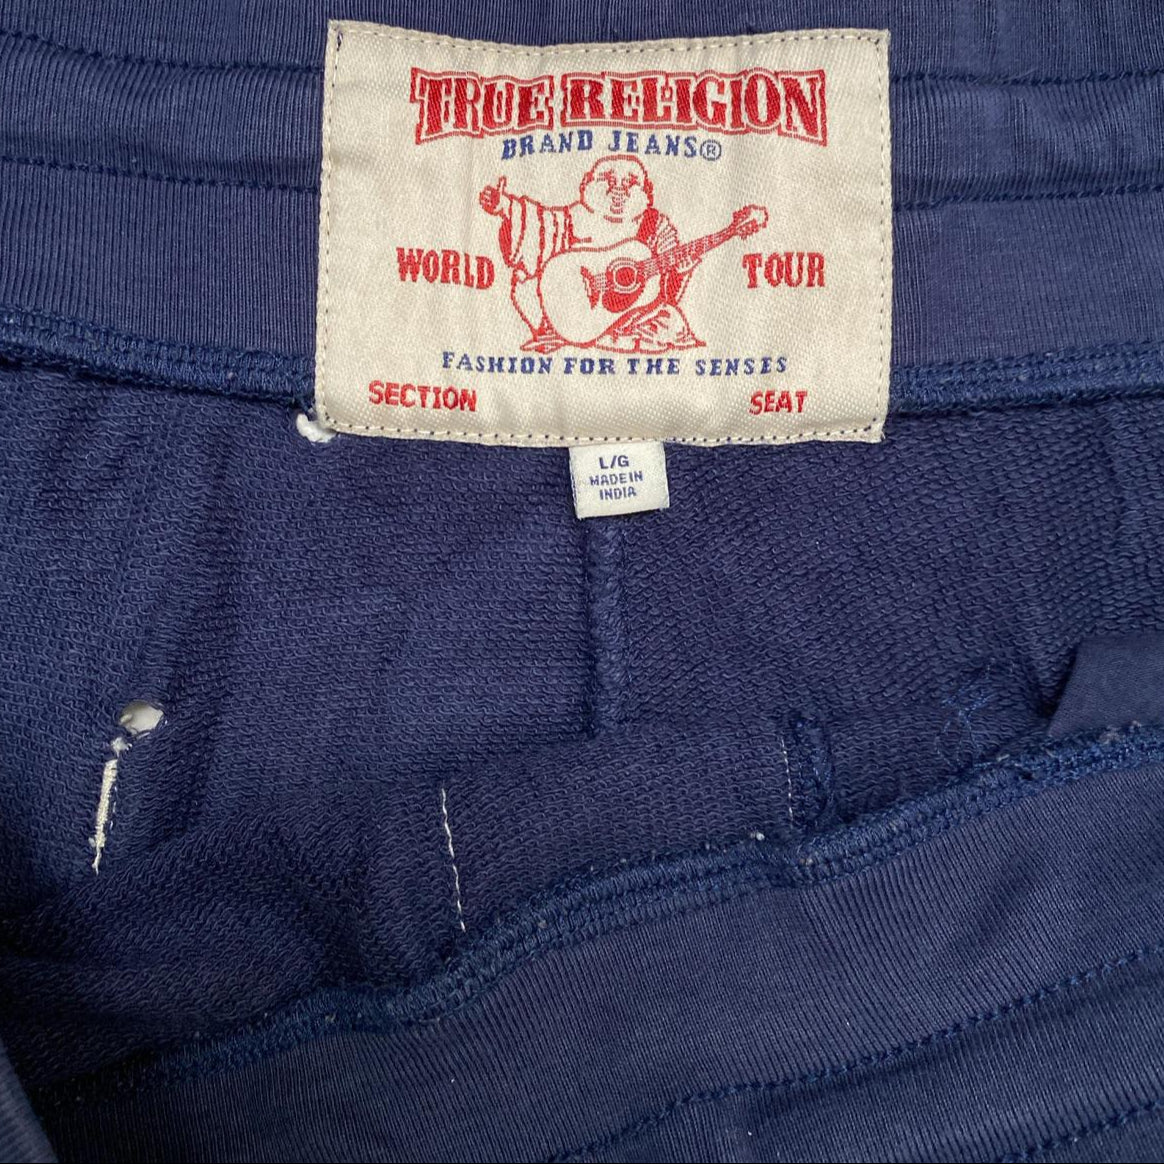 TRUE RELIGION
BRAND JEANS®
WORLD TOUR
FASHION FOR THE SENSES
SECTION SEAT
L/G
MADE IN
INDIA